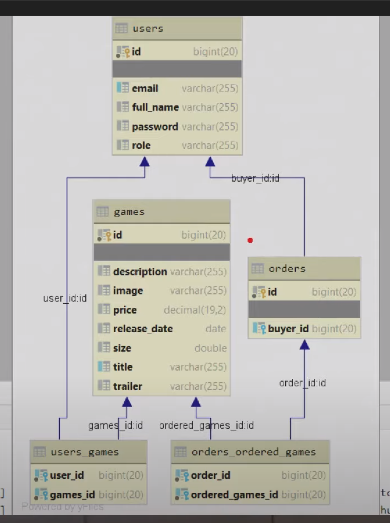 users
id bigint(20)
email varchar(255)
full_name varchar(255)
password varchar(255)
role varchar(255)
buyer_id:id
games
id bigint(20)
description varchar(255)
image varchar(255)
price decimal(19,2)
release_date date
size double
title varchar(255)
trailer varchar(255)
orders
id bigint(20)
buyer_id bigint(20)
user_id:id
order_id:id
games_id:id
ordered_games_id:id
users_games
user_id bigint(20)
games_id bigint(20)
orders_ordered_games
order_id bigint(20)
ordered_games_id bigint(20)
Powered by yFiles
]
]